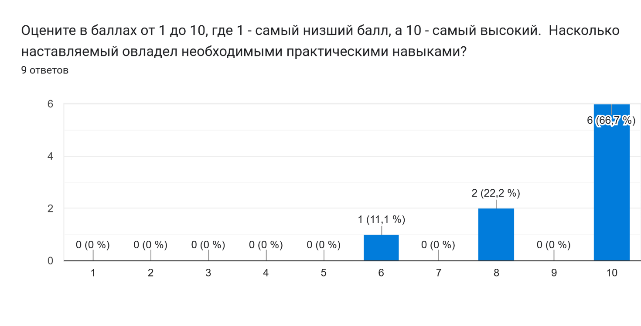 Оцените в баллах от 1 до 10, где 1 - самый низший балл, а 10 - самый высокий. Насколько
наставляемый овладел необходимыми практическими навыками?
9 ответов
6
4
2
0
0 (0 %)
0 (0 %)
0 (0 %)
0 (0 %)
0 (0 %)
1 (11,1 %)
0 (0 %)
2 (22,2 %)
0 (0 %)
6 (66,7 %)
1 2 3 4 5 6 7 8 9 10